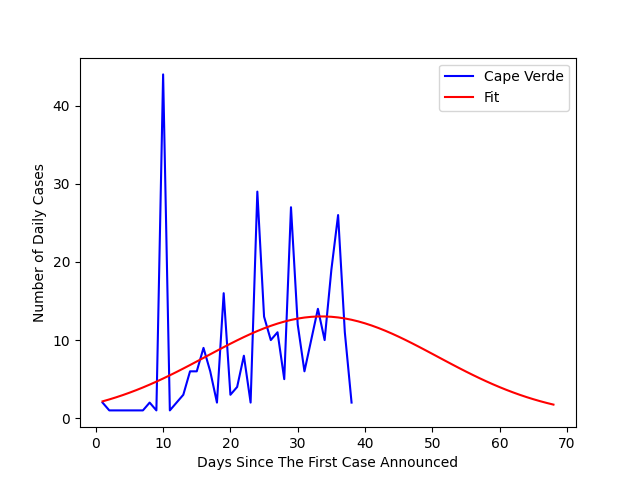 Cape Verde
Fit
Number of Daily Cases
40
30
20
10
0
0 10 20 30 40 50 60 70
Days Since The First Case Announced